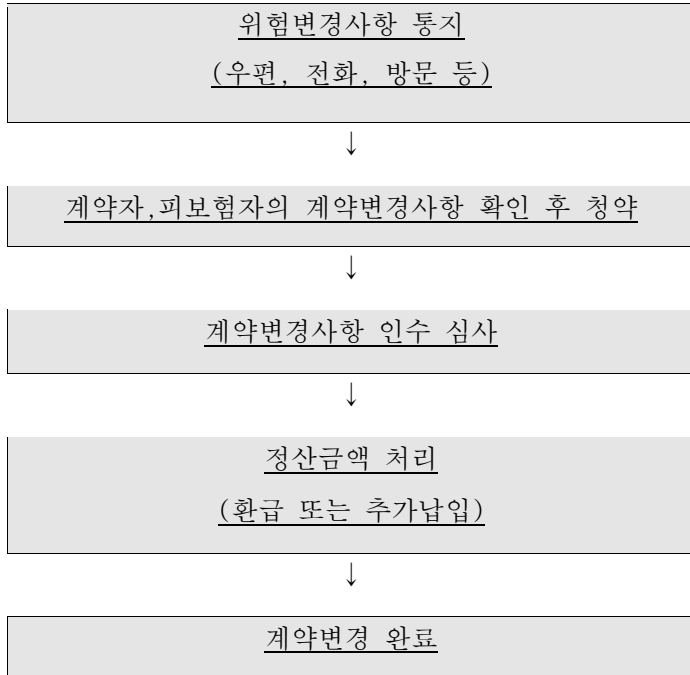 위험변경사항 통지
(우편, 전화, 방문 등)
↓
계약자,피보험자의 계약변경사항 확인 후 청약
↓
계약변경사항 인수 심사
↓
정산금액 처리
(환급 또는 추가납입)
↓
계약변경 완료